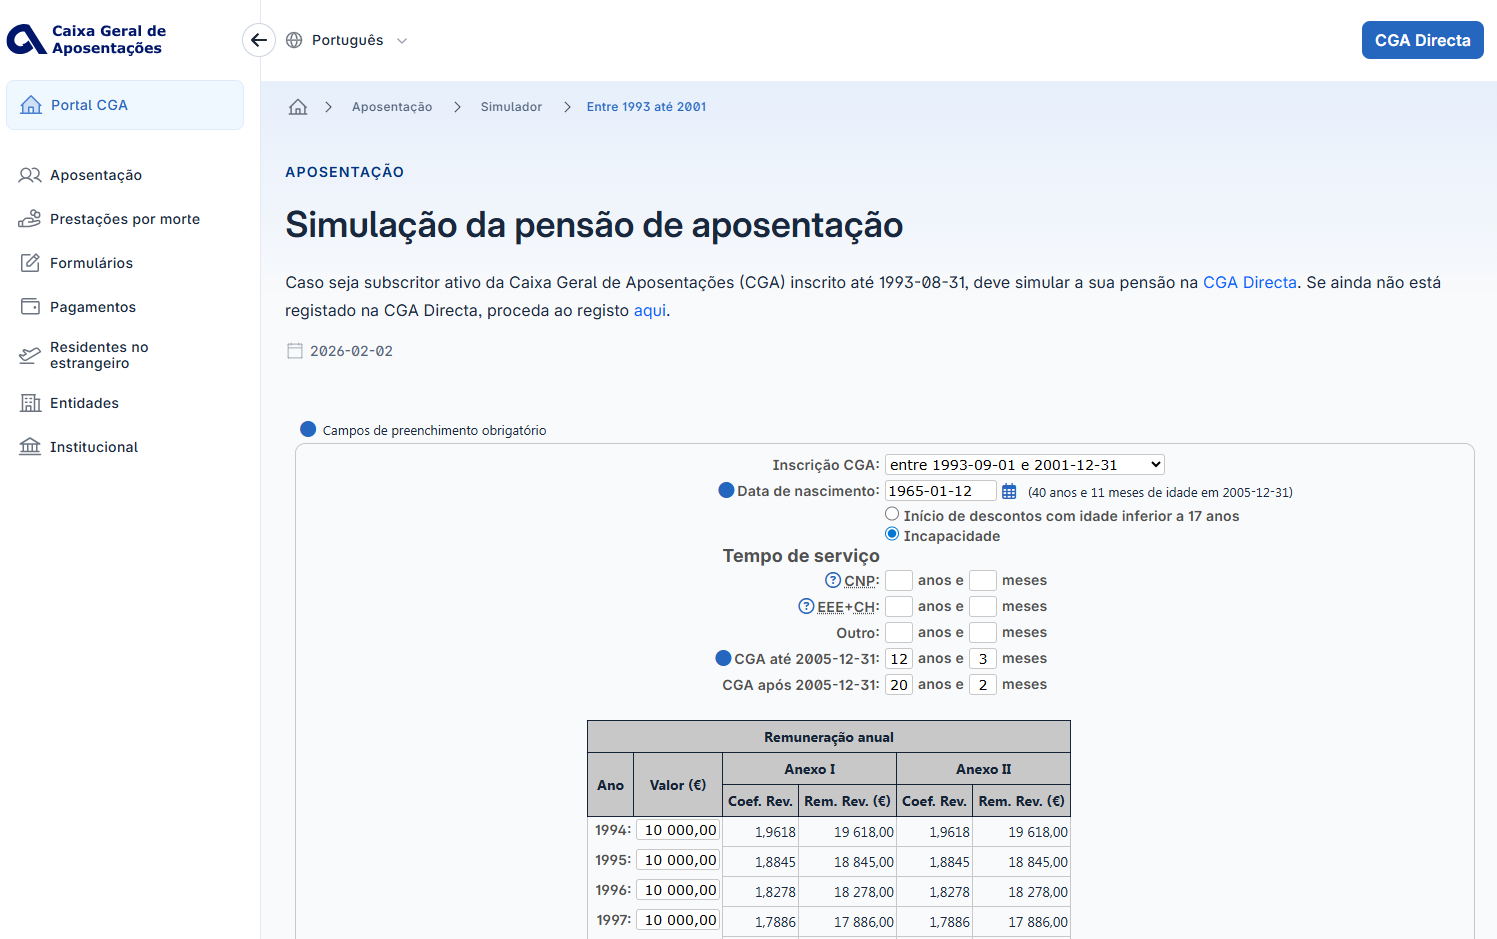 Caixa Geral de
Aposentações
Português
CGA Directa
Portal CGA
Aposentação
Prestações por morte
Formulários
Pagamentos
Residentes no
estrangeiro
Entidades
Institucional
Aposentação
Simulador
Entre 1993 até 2001
APOSENTAÇÃO
Simulação da pensão de aposentação
Caso seja subscritor ativo da Caixa Geral de Aposentações (CGA) inscrito até 1993-08-31, deve simular a sua pensão na CGA Directa. Se ainda não está
registado na CGA Directa, proceda ao registo aqui.
2026-02-02
Campos de preenchimento obrigatório
Inscrição CGA: entre 1993-09-01 e 2001-12-31
Data de nascimento: 1965-01-12 (40 anos e 11 meses de idade em 2005-12-31)
Início de descontos com idade inferior a 17 anos
Incapacidade
Tempo de serviço
? CNP: anos e meses
? EEE+CH: anos e meses
Outro: anos e meses
CGA até 2005-12-31: 12 anos e 3 meses
CGA após 2005-12-31: 20 anos e 2 meses
Remuneração anual
Ano Valor (€) Anexo I Anexo II
Coef. Rev. Rem. Rev. (€) Coef. Rev. Rem. Rev. (€)
1994: 10 000,00 1,9618 19 618,00 1,9618 19 618,00
1995: 10 000,00 1,8845 18 845,00 1,8845 18 845,00
1996: 10 000,00 1,8278 18 278,00 1,8278 18 278,00
1997: 10 000,00 1,7886 17 886,00 1,7886 17 886,00